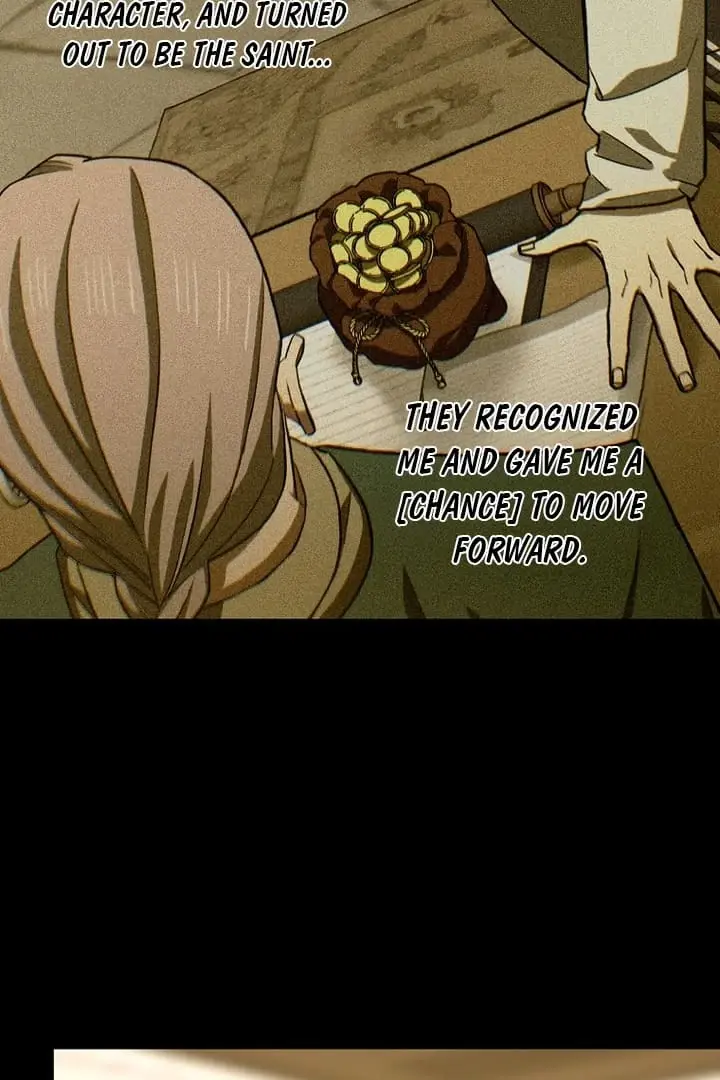 CHARACTER, AND TURNED
OUT TO BE THE SAINT...
THEY RECOGNIZED
ME AND GAVE ME A
[CHANCE] TO MOVE
FORWARD.